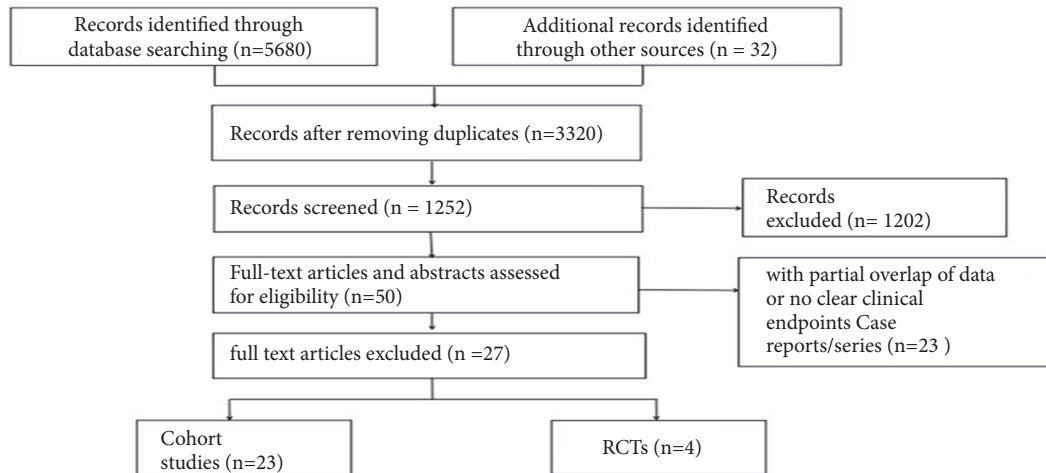 Records identified through
database searching (n=5680)
Additional records identified
through other sources (n = 32)
Records after removing duplicates (n=3320)
Records screened (n = 1252)
Records
excluded (n= 1202)
Full-text articles and abstracts assessed
for eligibility (n=50)
with partial overlap of data
or no clear clinical
endpoints Case
reports/series (n=23 )
full text articles excluded (n =27)
Cohort
studies (n=23)
RCTs (n=4)